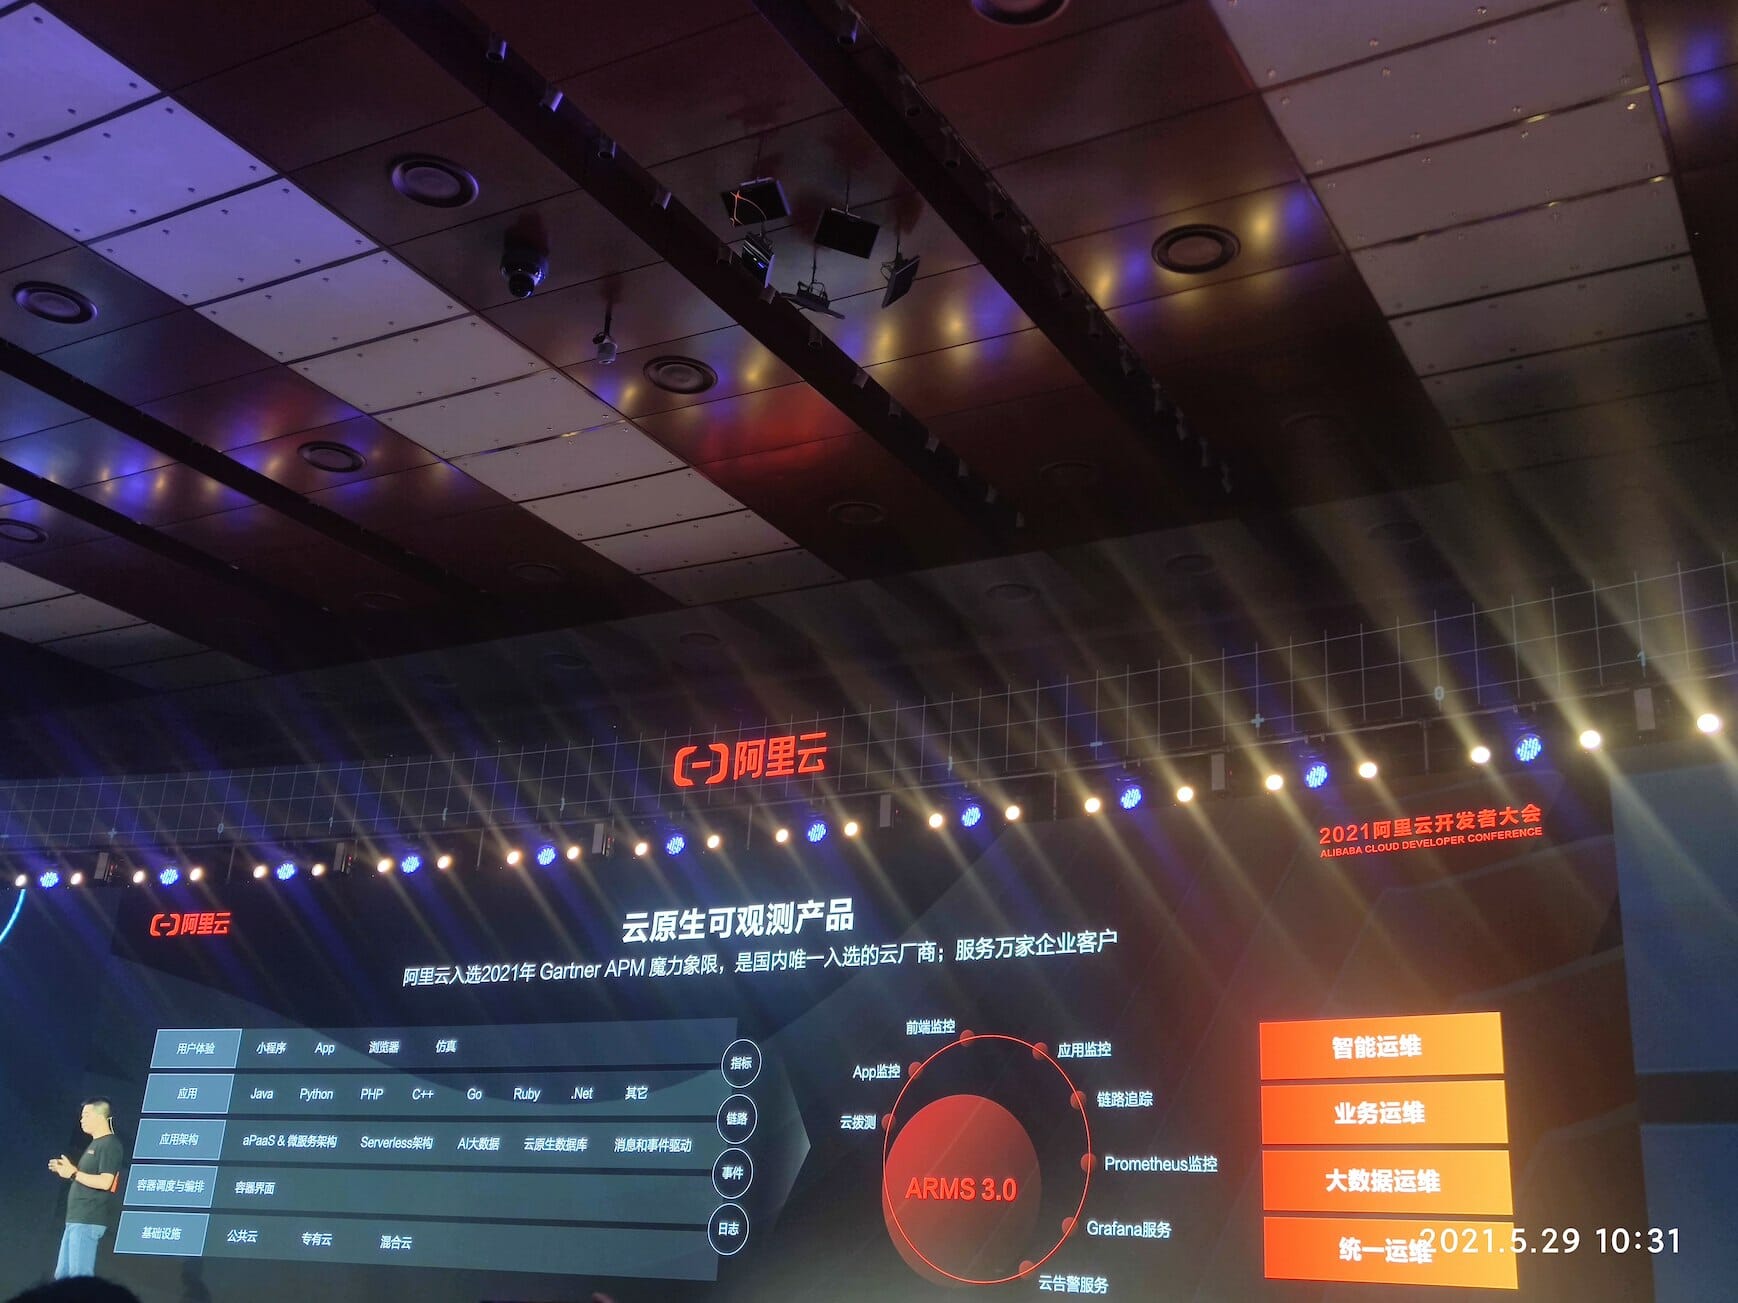 阿里云
2021阿里云开发者大会
ALIBABA CLOUD DEVELOPER CONFERENCE
阿里云
云原生可观测产品
阿里云入选2021年 Gartner APM 魔力象限，是国内唯一入选的云厂商；服务万家企业客户
用户体验 小程序 App 浏览器 仿真
应用 Java Python PHP C++ Go Ruby .Net 其它
应用架构 aPaaS & 微服务架构 Serverless架构 AI大数据 云原生数据库 消息和事件驱动
容器调度与编排 容器界面
基础设施 公共云 专有云 混合云
指标
链路
事件
日志
前端监控
App监控
云拨测
应用监控
链路追踪
Prometheus监控
Grafana服务
云告警服务
ARMS 3.0
智能运维
业务运维
大数据运维
统一运维
2021.5.29 10:31